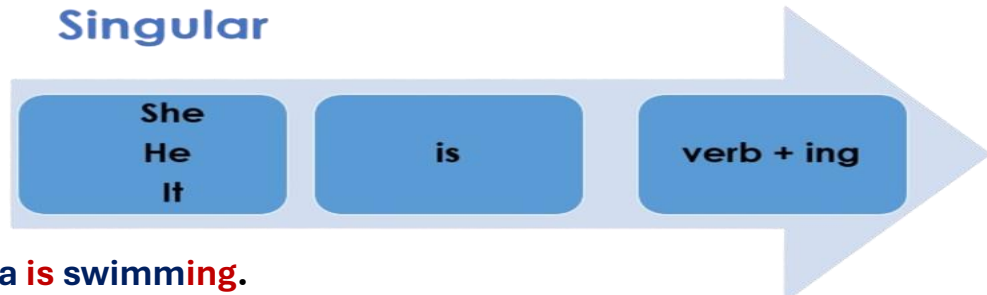 Singular
She
He
It
is
verb + ing
a is swimming.